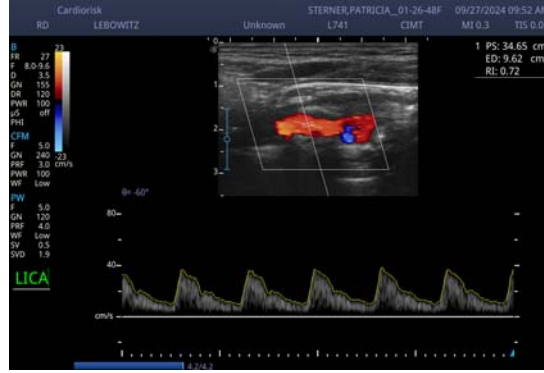 Cardiorisk STERNER,PATRICIA__01-26-48F 09/27/2024 09:52 AM
RD LEBOWITZ Unknown L741 CIMT MI 0.3 TIS 0.0
B
FR 27
F 8.0-9.6
D 3.5
GN 155
DR 120
PWR 100
µS off
PHI
23
-23
cm/s
CFM
F 5.0
GN 240
PRF 3.0
PWR 100
WF Low
PW
F 5.0
GN 120
PRF 4.0
WF Low
SV 0.5
SVD 1.9
LICA
0
1
2
3
1 PS: 34.65 cm
ED: 9.62 cm
RI: 0.72
θ= -60°
80
40
cm/s
4.2/4.2